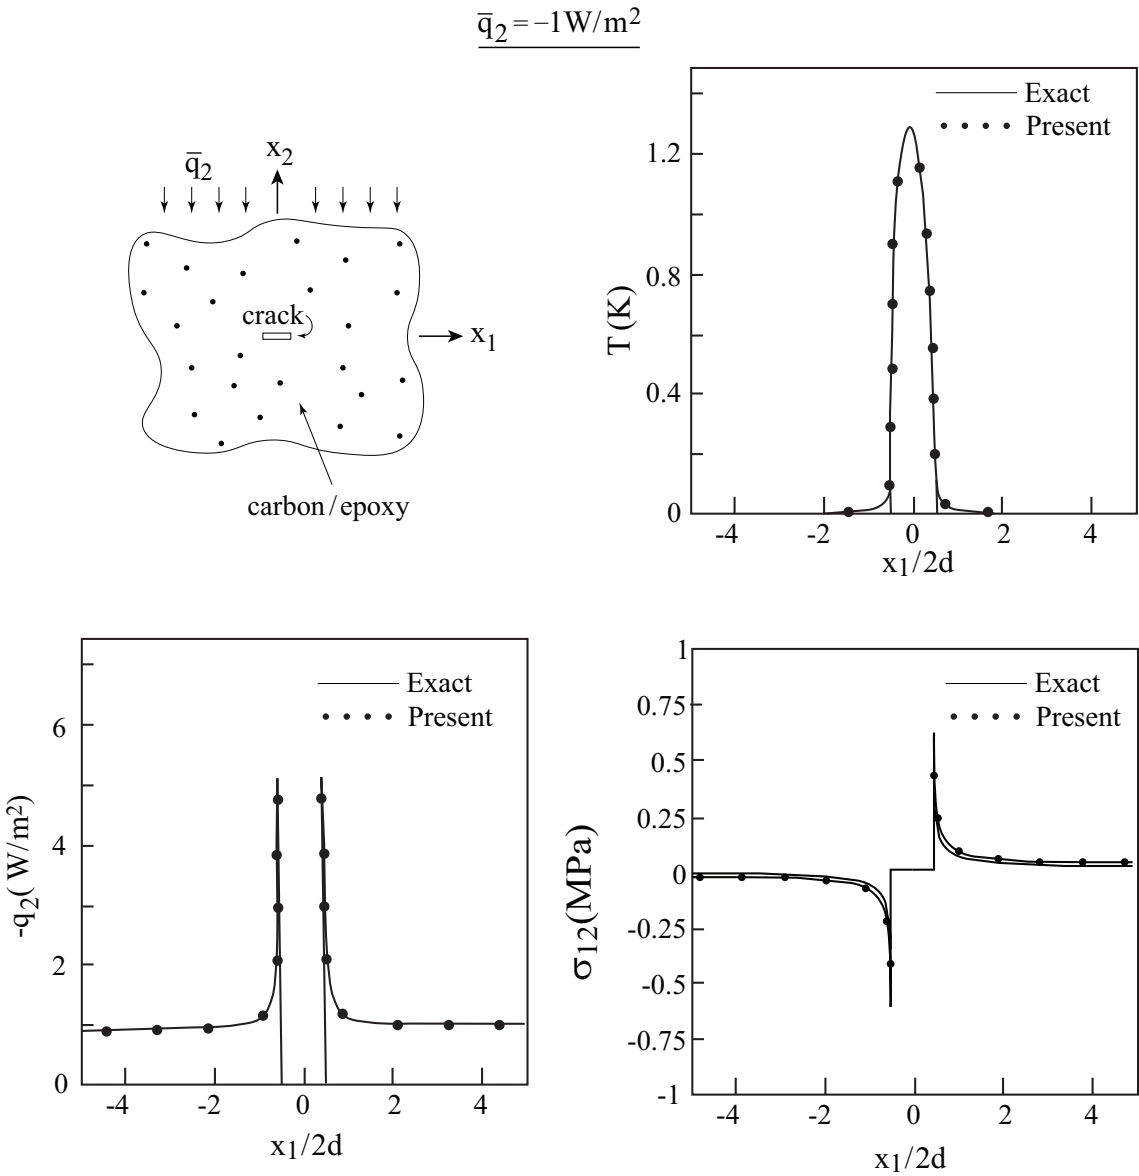 q̅2 = –1W/m²
q̅2
x2
crack
x1
carbon/epoxy
Exact
Present
1.2
0.8
0.4
0
T (K)
-4
-2
0
2
4
x1/2d
Exact
Present
6
4
2
0
-q2( W/m²)
-4
-2
0
2
4
x1/2d
Exact
Present
1
0.75
0.5
0.25
0
-0.25
-0.5
-0.75
-1
σ12(MPa)
-4
-2
0
2
4
x1/2d